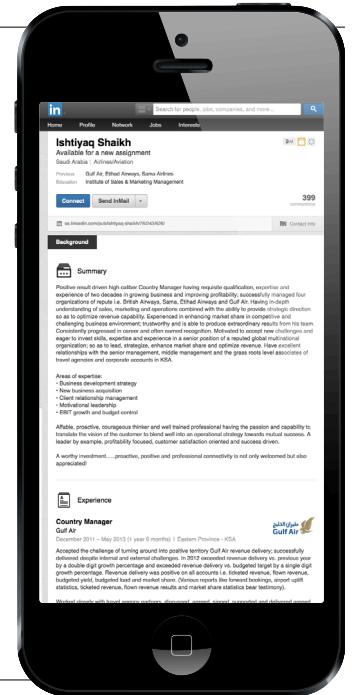 in
Search for people, jobs, companies, and more...
Home Profile Network Jobs Interests
Ishtiyaq Shaikh
Available for a new assignment
Saudi Arabia | Airlines/Aviation
Previous Gulf Air, Etihad Airways, Sama Airlines
Education Institute of Sales & Marketing Management
Connect Send InMail
399
connections
Contact Info
Background
Summary
Positive result driven high caliber Country Manager having requisite qualification, expertise and
experience of two decades in growing business and improving profitability; successfully managed four
organizations of repute i.e. British Airways, Sama, Etihad Airways and Gulf Air. Having in-depth
understanding of sales, marketing and operations combined with the ability to provide strategic direction
so as to optimize revenue capability. Experienced in enhancing market share in competitive and
challenging business environment; trustworthy and is able to produce extraordinary results from his team.
Consistently progressed in career and often earned recognition. Motivated to accept new challenges and
eager to invest skills, expertise and experience in a senior position of a reputed global multinational
organization; so as to lead, strategize, enhance market share and optimize revenue. Have excellent
relationships with the senior management, middle management and the grass roots level associates of
travel agencies and corporate accounts in KSA.
Areas of expertise:
• Business development strategy
• New business acquisition
• Client relationship management
• Motivational leadership
• EBIT growth and budget control
Affable, proactive, courageous thinker and well trained professional having the passion and capability to
translate the vision of the customer to blend well into an operational strategy towards mutual success. A
leader by example, profitability focused, customer satisfaction oriented and success driven.
A worthy investment.....proactive, positive and professional connectivity is not only welcomed but also
appreciated!
Experience
Country Manager
Gulf Air
طيران الخليج
Gulf Air
December 2011 – May 2013 (1 year 6 months) | Eastern Province - KSA
Accepted the challenge of turning around into positive territory Gulf Air revenue delivery; successfully
delivered despite internal and external challenges. In 2012 exceeded revenue delivery vs. previous year
by a double digit growth percentage and exceeded revenue delivery vs. budgeted target by a single digit
growth percentage. Revenue delivery was positive on all accounts i.e. ticketed revenue, flown revenue,
budgeted yield, budgeted load and market share. (Various reports like forward bookings, airport uplift
statistics, ticketed revenue, flown revenue results and market share statistics bear testimony).